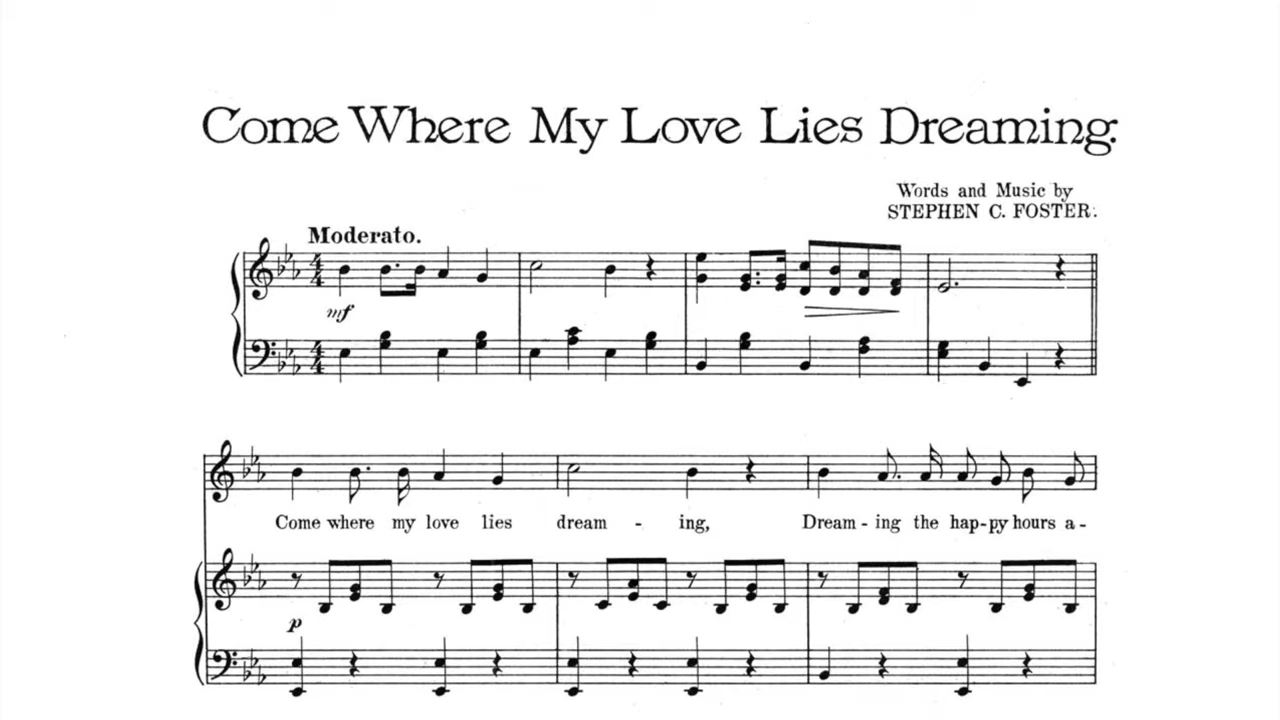 Come Where My Love Lies Dreaming.
Words and Music by
STEPHEN C. FOSTER.
Moderato.
mf
Come where my love lies dream - ing, Dream - ing the hap - py hours a -
p